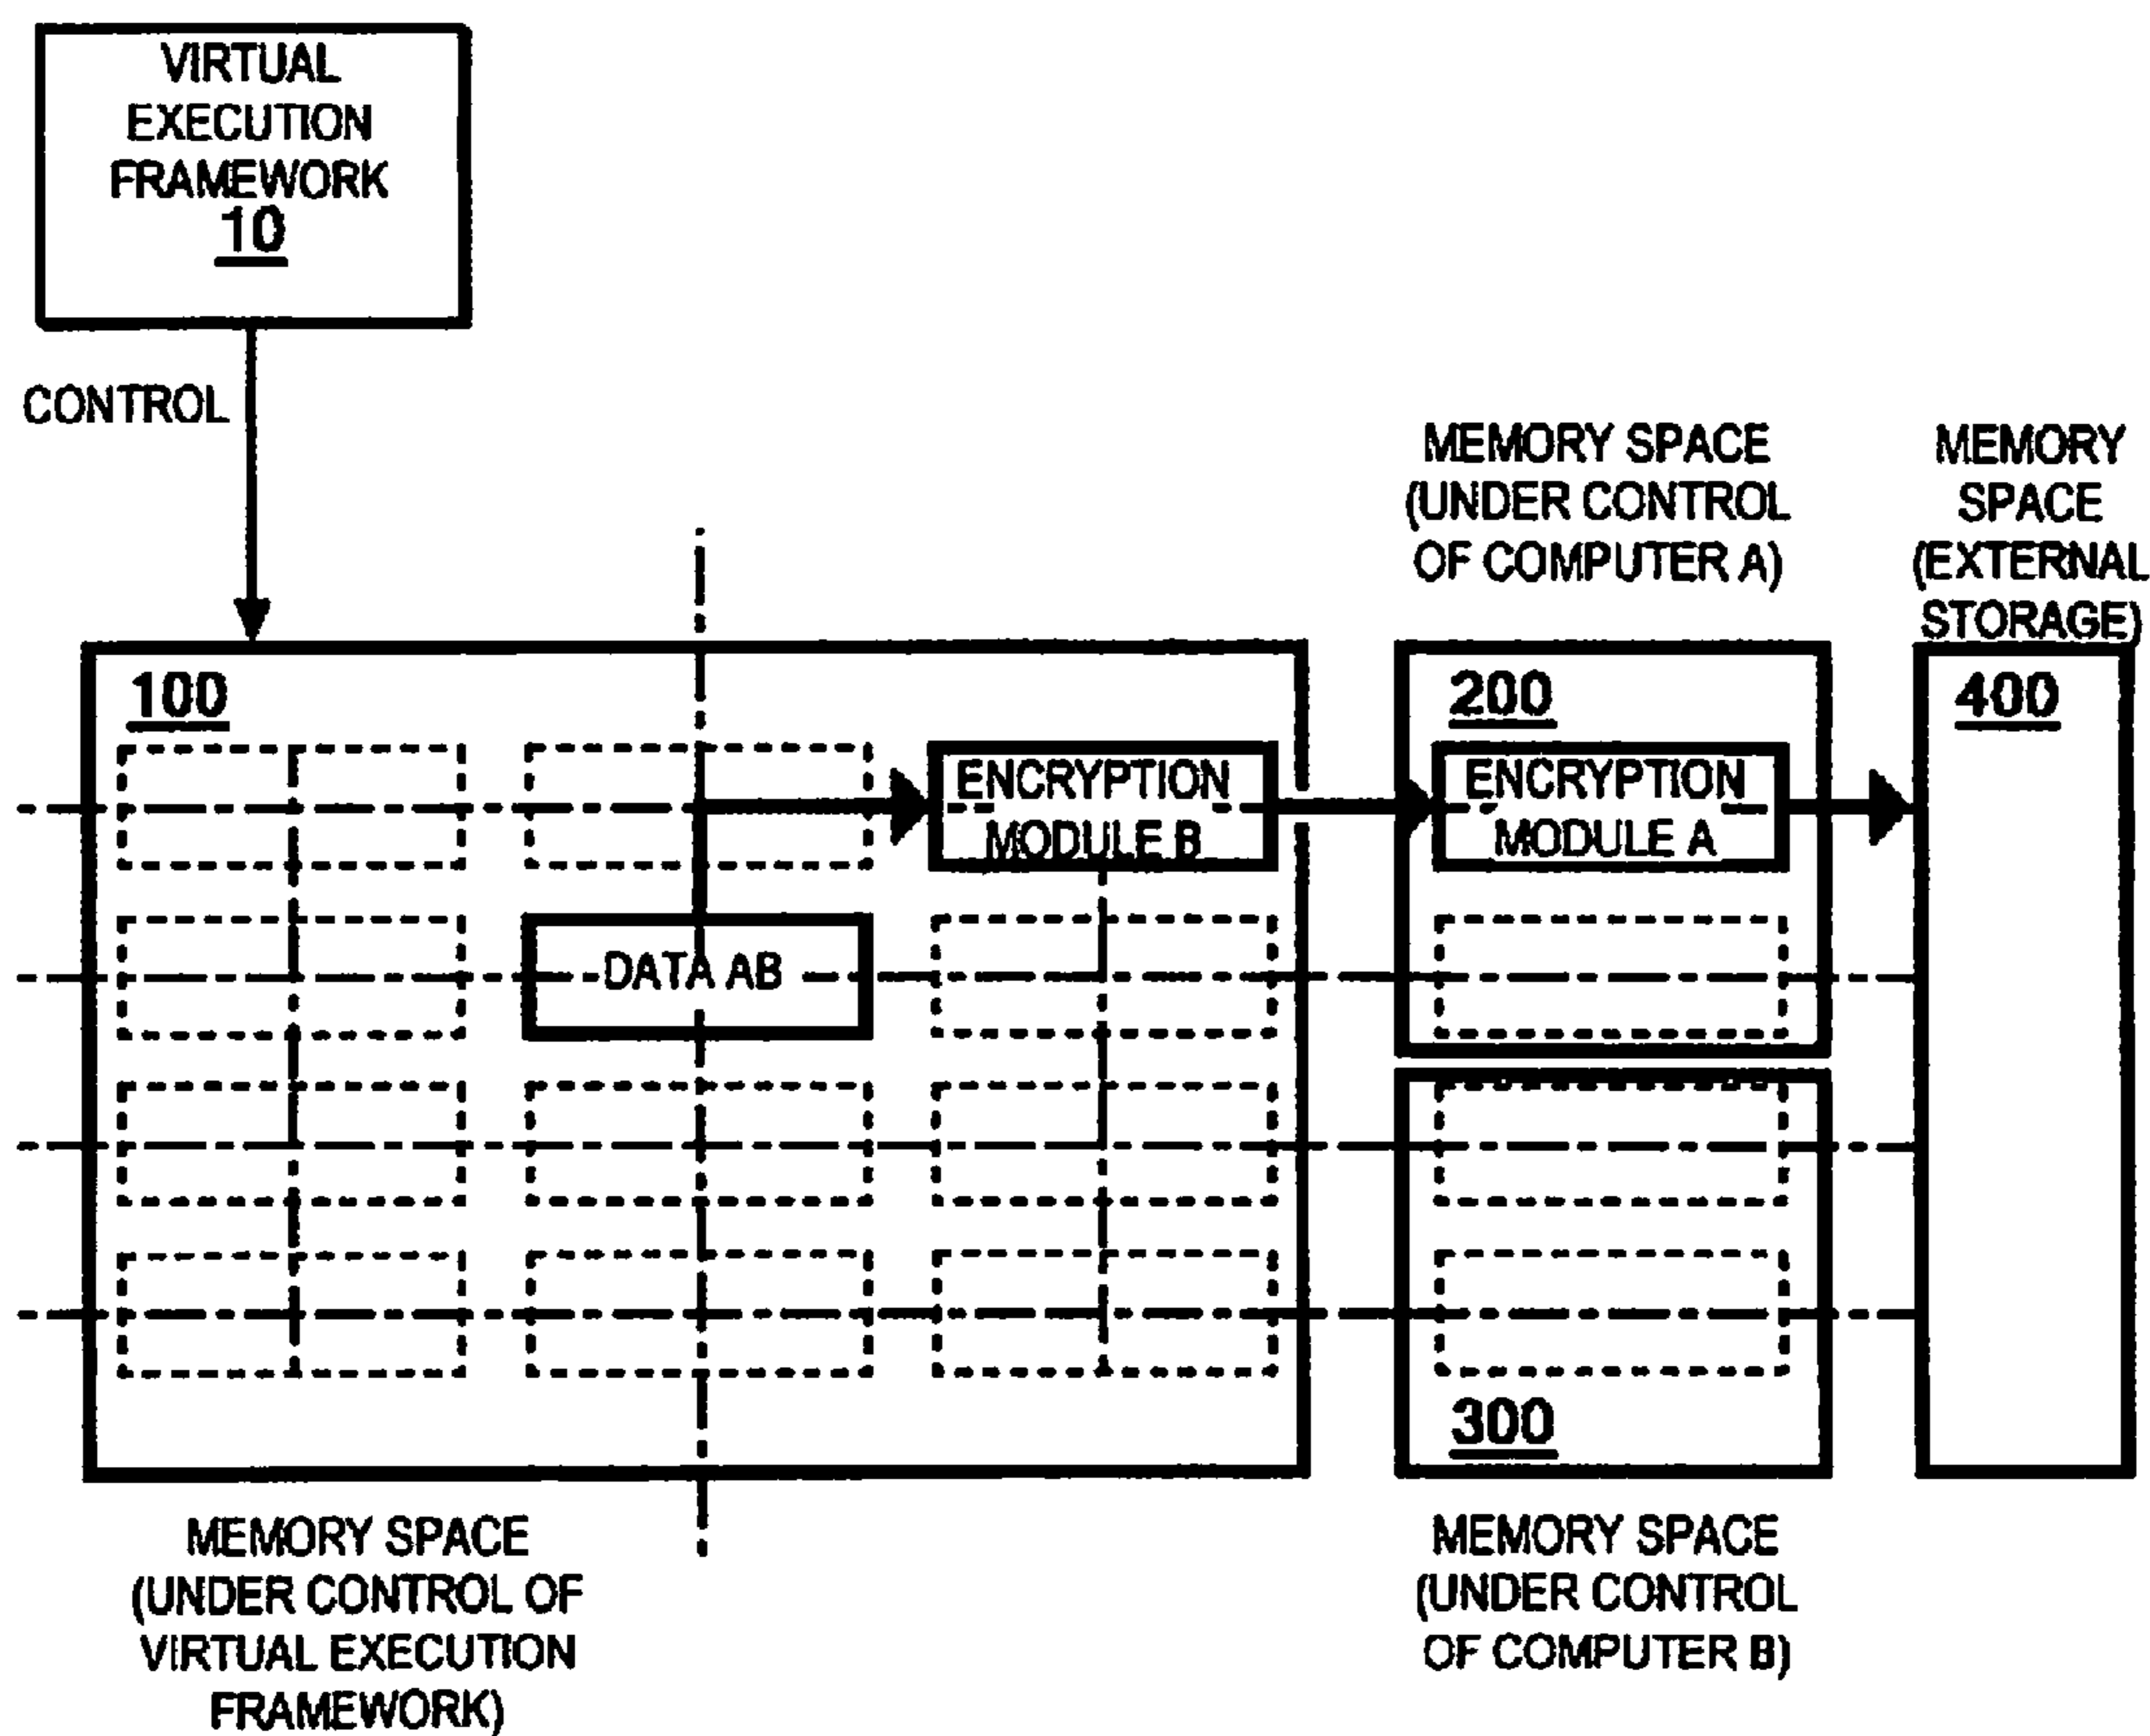 VIRTUAL
EXECUTION
FRAMEWORK
10
CONTROL
MEMORY SPACE
(UNDER CONTROL
OF COMPUTER A)
MEMORY
SPACE
(EXTERNAL
STORAGE)
100
200
400
ENCRYPTION
MODULE B
ENCRYPTION
MODULE A
DATA AB
300
MEMORY SPACE
(UNDER CONTROL OF
VIRTUAL EXECUTION
FRAMEWORK)
MEMORY SPACE
(UNDER CONTROL
OF COMPUTER B)